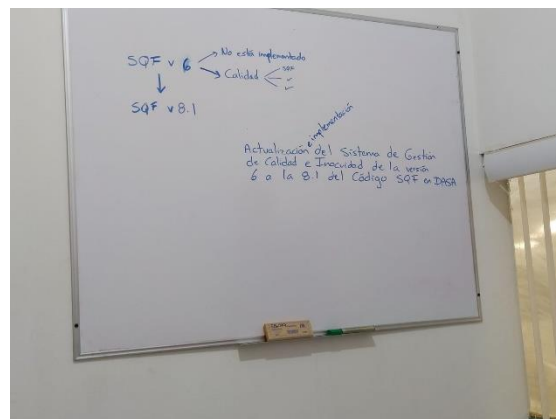 SQF v 6
No está implementado
Calidad
SQF
SQF v 8.1
e implementación
Actualización del Sistema de Gestión
de Calidad e Inocuidad de la versión
6 a la 8.1 del Código SQF en DASA